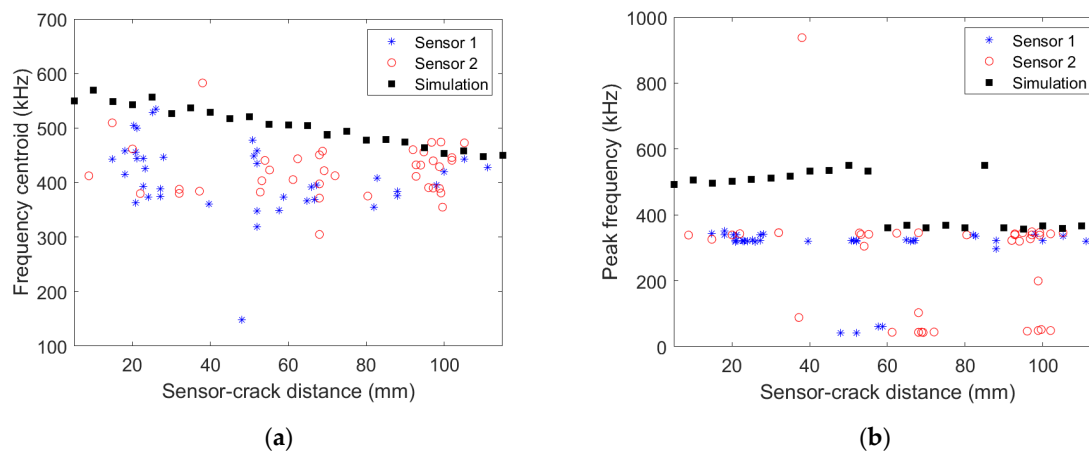 700
600
500
400
300
200
100
Frequency centroid (kHz)
Sensor 1
Sensor 2
Simulation
20 40 60 80 100
Sensor-crack distance (mm)
(a)
1000
800
600
400
200
0
Peak frequency (kHz)
Sensor 1
Sensor 2
Simulation
20 40 60 80 100
Sensor-crack distance (mm)
(b)